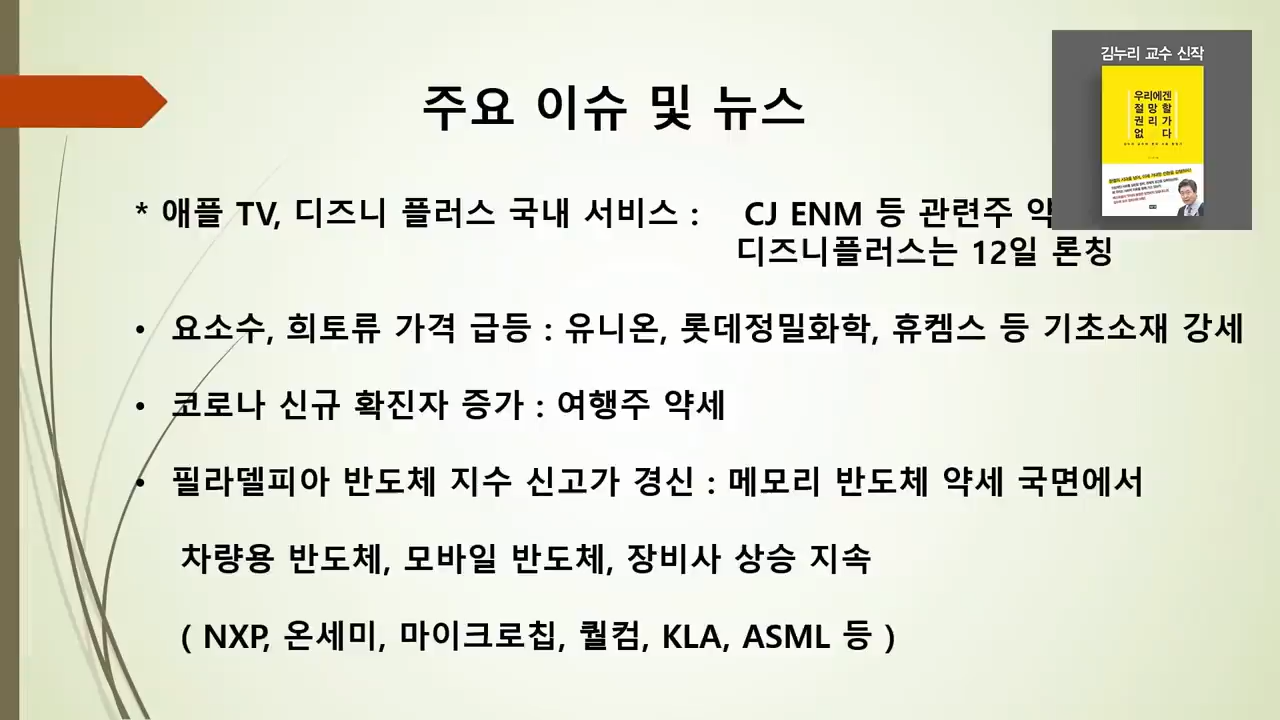 주요 이슈 및 뉴스
김누리 교수 신작
우리에겐
절망할
권리가
없다
* 애플 TV, 디즈니 플러스 국내 서비스 : CJ ENM 등 관련주 약
디즈니플러스는 12일 론칭
• 요소수, 희토류 가격 급등 : 유니온, 롯데정밀화학, 휴켐스 등 기초소재 강세
• 코로나 신규 확진자 증가 : 여행주 약세
• 필라델피아 반도체 지수 신고가 경신 : 메모리 반도체 약세 국면에서
차량용 반도체, 모바일 반도체, 장비사 상승 지속
( NXP, 온세미, 마이크로칩, 퀄컴, KLA, ASML 등 )